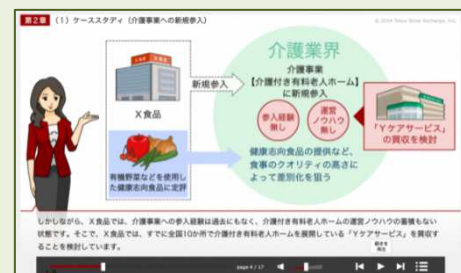 第2章 (1)ケーススタディ(介護事業への新規参入)
介護業界
介護事業
【介護付き有料老人ホーム】
に新規参入
新規参入
X食品
参入経験
無し
運営
ノウハウ
無し
「Yケアサービス」
の買収を検討
有機野菜などを使用し
た健康志向食品に定評
健康志向食品の提供など、
食事のクオリティの高さに
よって差別化を狙う
しかしながら、X食品では、介護事業への参入経験は過去にもなく、介護付き有料老人ホームの運営ノウハウの蓄積もない
状態です。そこで、X食品は、すでに全国10か所で介護付き有料老人ホームを展開している「Yケアサービス」を買収す
ることを検討しています。
page 4 / 17